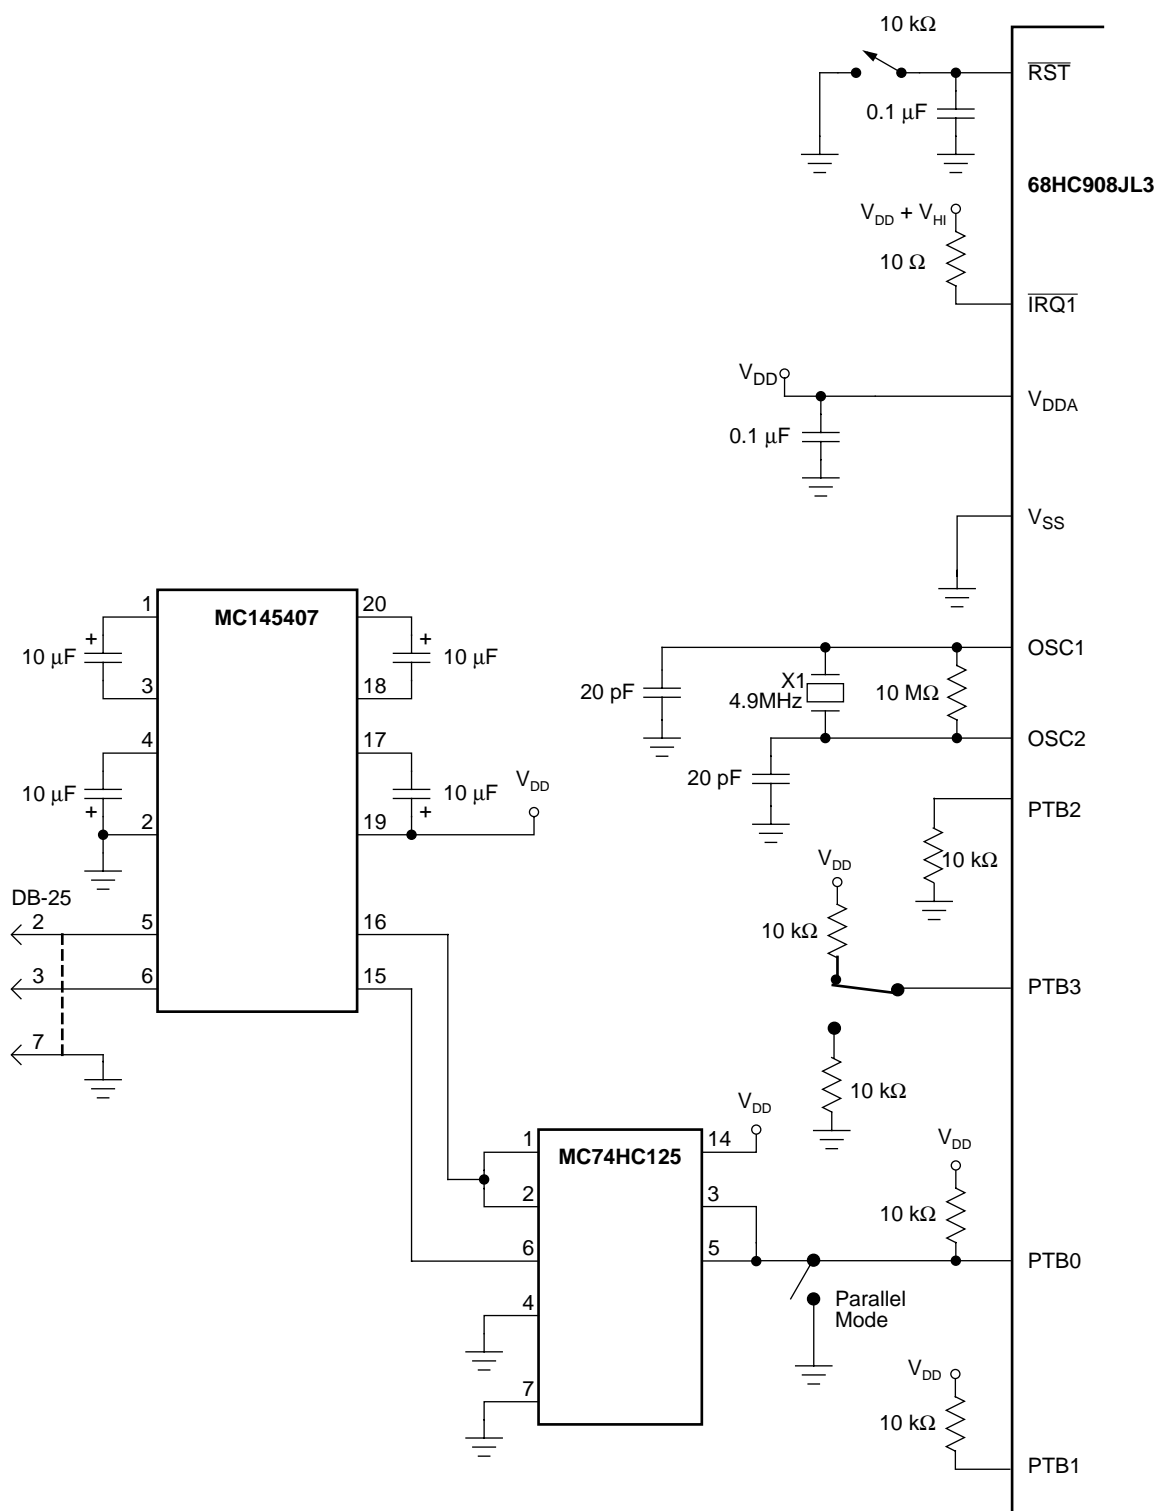 10 kΩ
RST
0.1 μF
68HC908JL3
VDD + VHI
10 Ω
IRQ1
VDD
VDDA
0.1 μF
VSS
MC145407
1
20
+
+
10 μF
10 μF
3
18
4
17
10 μF
10 μF
+
+
VDD
2
19
DB-25
2
5
16
3
6
15
7
OSC1
20 pF
X1
4.9MHz
10 MΩ
OSC2
20 pF
PTB2
10 kΩ
VDD
10 kΩ
PTB3
10 kΩ
VDD
MC74HC125
1
14
2
3
6
5
4
7
VDD
10 kΩ
PTB0
Parallel
Mode
VDD
10 kΩ
PTB1